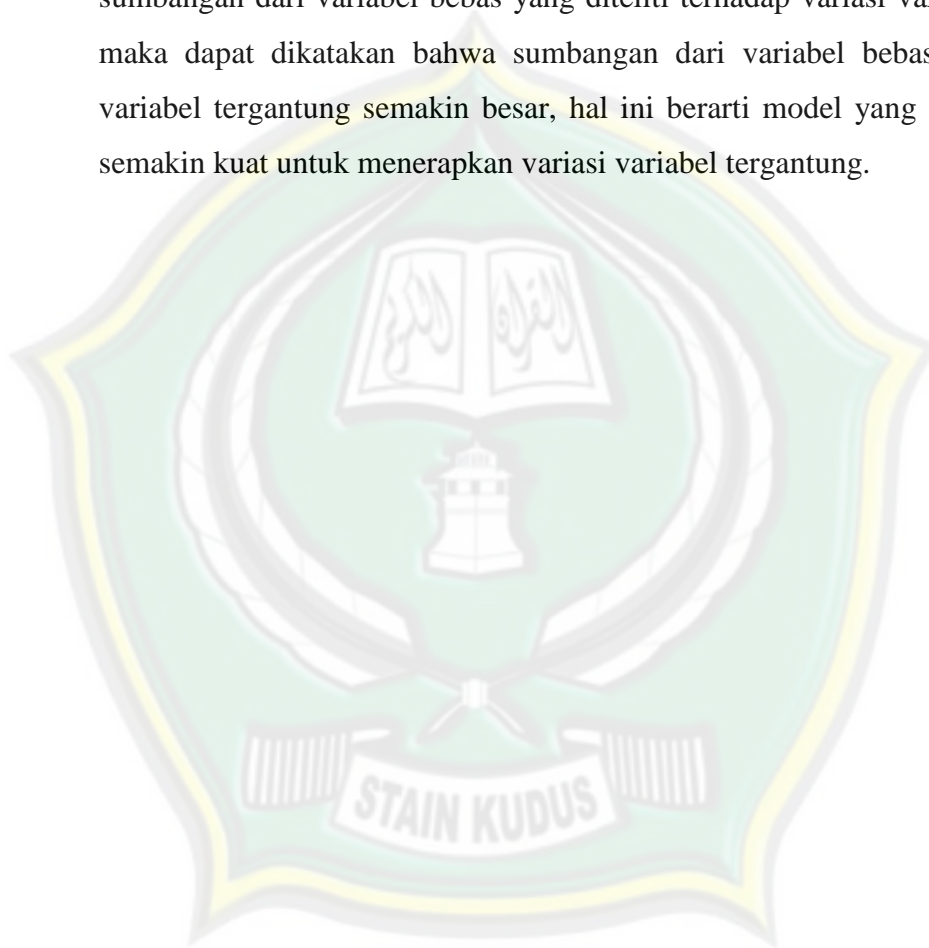 sumbangan dari variabel bebas yang diteliti terhadap variasi
maka dapat dikatakan bahwa sumbangan dari variabel bebas
variabel tergantung semakin besar, hal ini berarti model yang
semakin kuat untuk menerapkan variasi variabel tergantung.
STAIN KUDUS